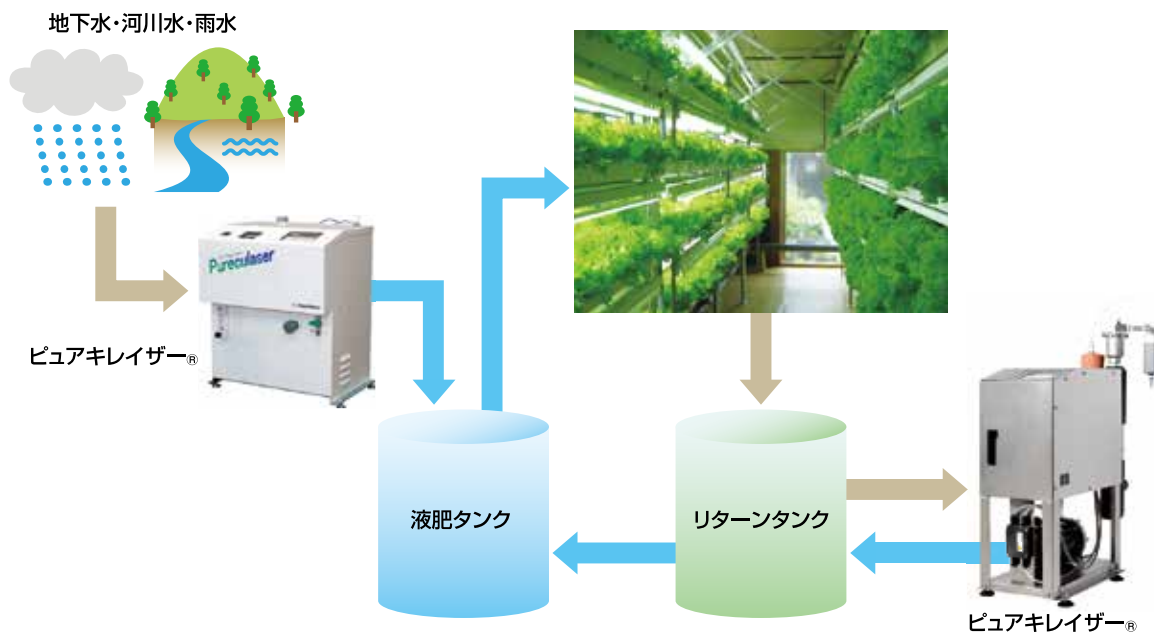 地下水・河川水・雨水
Pureculaser
ピュアキレイザー®
液肥タンク
リターンタンク
ピュアキレイザー®